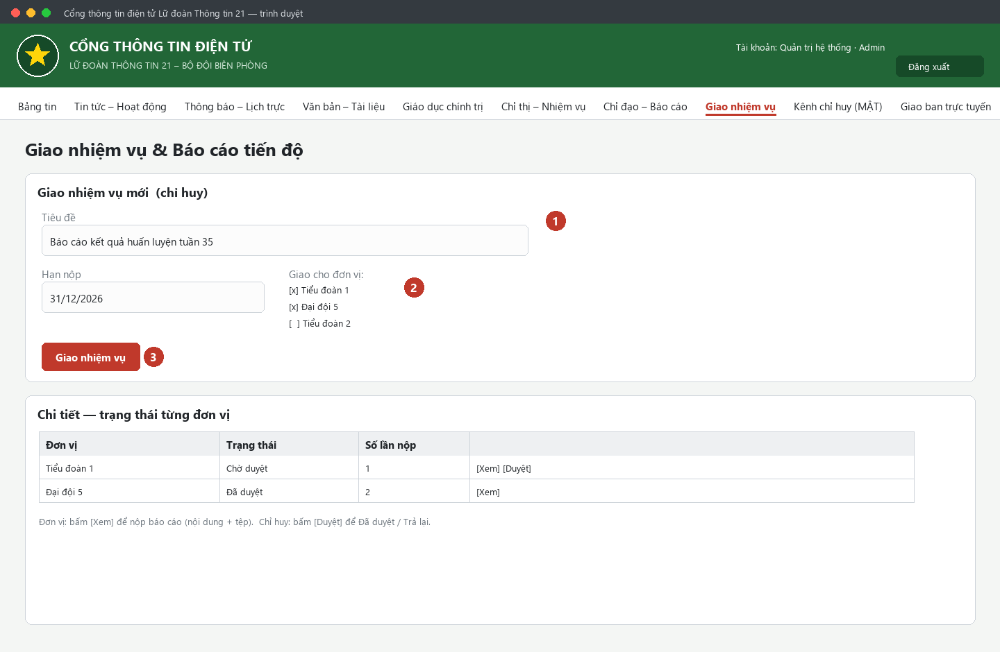 Cổng thông tin điện tử Lữ đoàn Thông tin 21 — trình duyệt
CỔNG THÔNG TIN ĐIỆN TỬ
LỮ ĐOÀN THÔNG TIN 21 – BỘ ĐỘI BIÊN PHÒNG
Tài khoản: Quản trị hệ thống · Admin
Đăng xuất
Bảng tin Tin tức – Hoạt động Thông báo – Lịch trực Văn bản – Tài liệu Giáo dục chính trị Chỉ thị – Nhiệm vụ Chỉ đạo – Báo cáo Giao nhiệm vụ Kênh chỉ huy (MẬT) Giao ban trực tuyến
Giao nhiệm vụ & Báo cáo tiến độ
Giao nhiệm vụ mới (chỉ huy)
Tiêu đề
1
Báo cáo kết quả huấn luyện tuần 35
Hạn nộp
31/12/2026
Giao cho đơn vị:
2
[x] Tiểu đoàn 1
[x] Đại đội 5
[ ] Tiểu đoàn 2
Giao nhiệm vụ 3
Chi tiết — trạng thái từng đơn vị
Đơn vị Trạng thái Số lần nộp
Tiểu đoàn 1 Chờ duyệt 1 [Xem] [Duyệt]
Đại đội 5 Đã duyệt 2 [Xem]
Đơn vị: bấm [Xem] để nộp báo cáo (nội dung + tệp). Chỉ huy: bấm [Duyệt] để Đã duyệt / Trả lại.